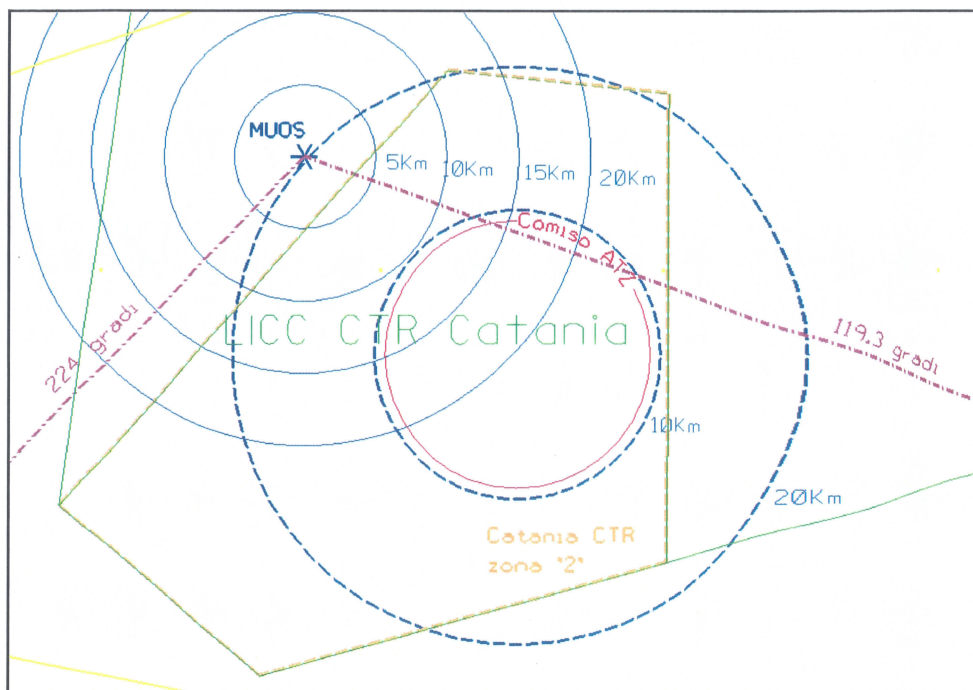 MUOS
5Km
10Km
15Km
20Km
Comiso ATZ
LICC CTR Catania
224 gradi
119.3 gradi
10Km
20Km
Catania CTR
zona "2"